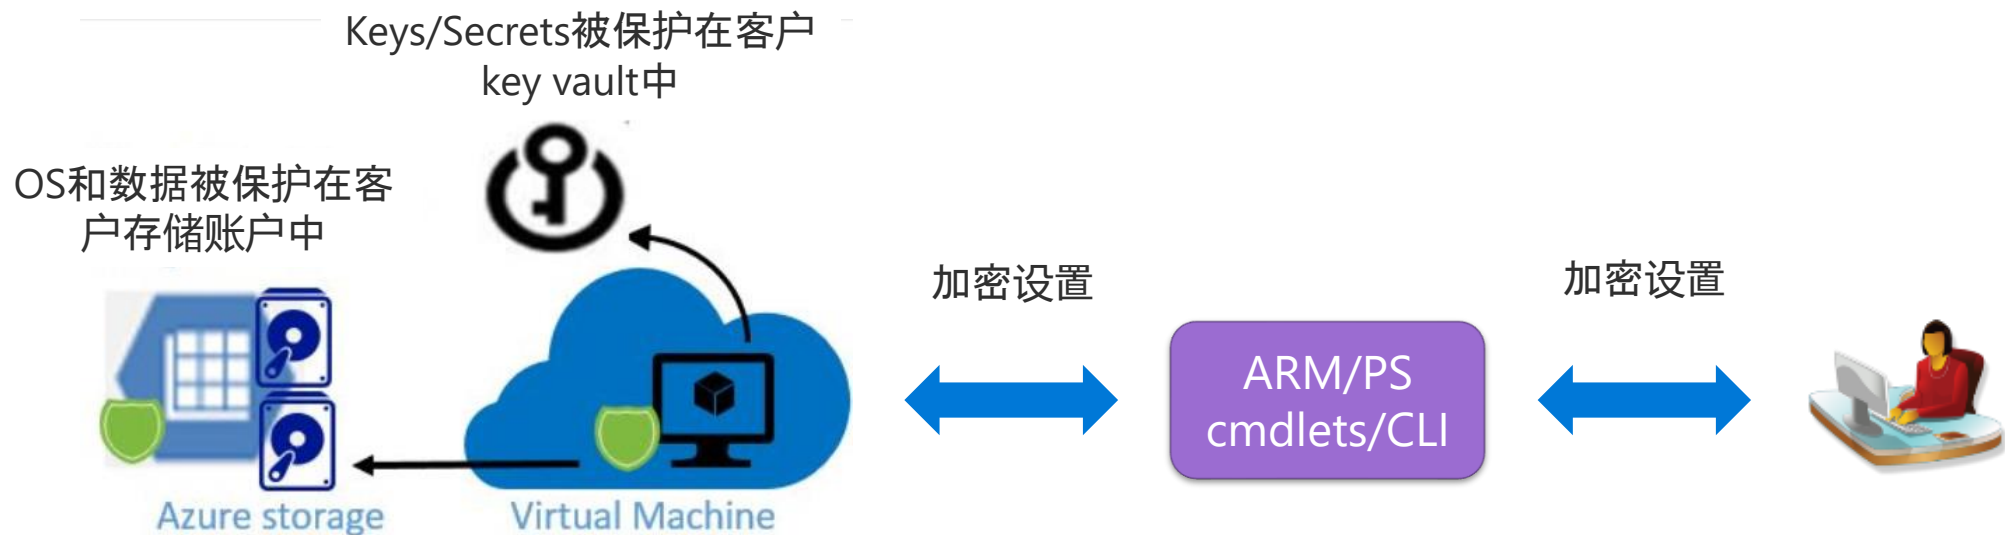 Keys/Secrets被保护在客户
key vault中
OS和数据被保护在客
户存储账户中
Azure storage
Virtual Machine
加密设置
ARM/PS
cmdlets/CLI
加密设置